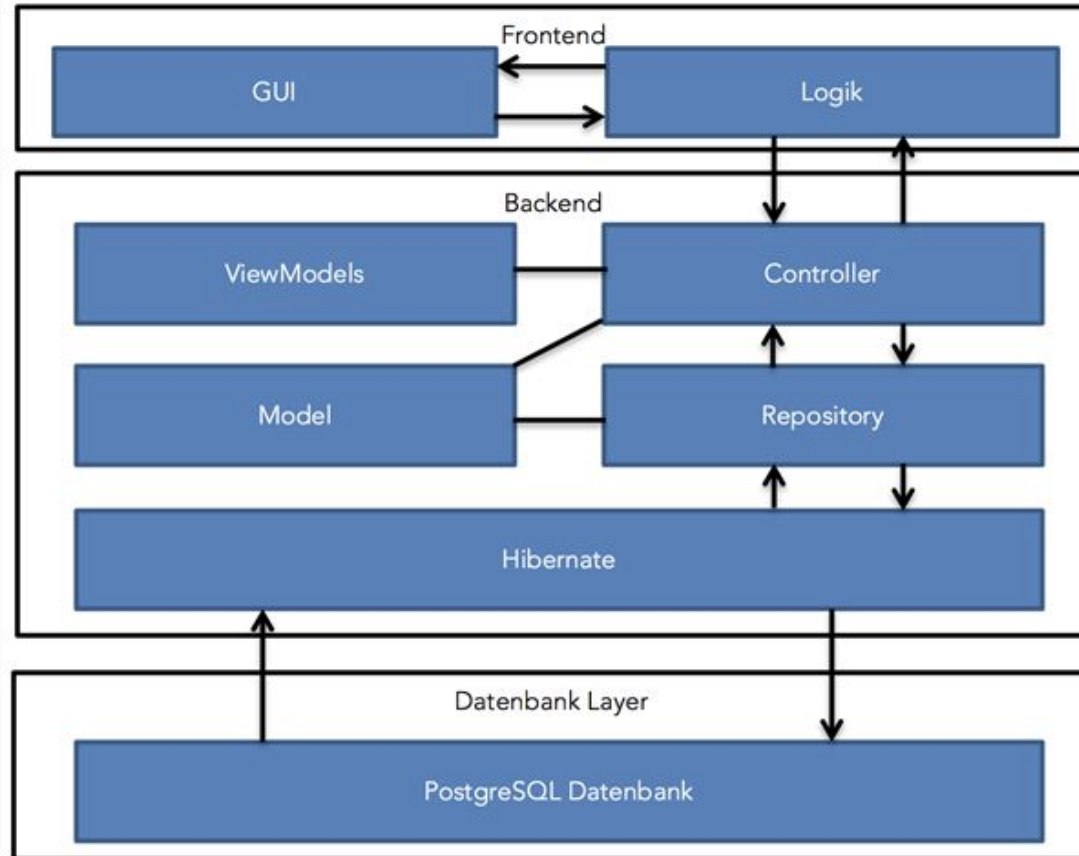 Frontend
GUI
Logik
Backend
ViewModels
Controller
Model
Repository
Hibernate
Datenbank Layer
PostgreSQL Datenbank